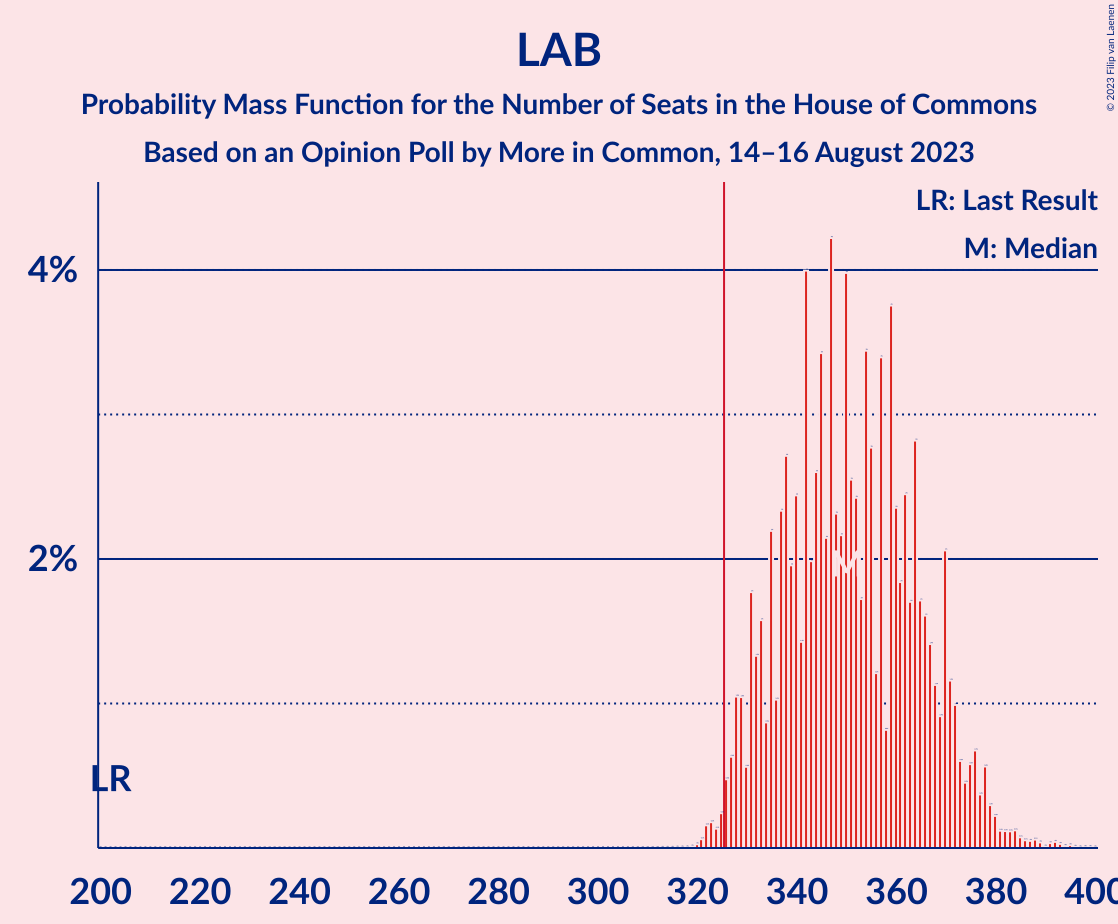 LAB
Probability Mass Function for the Number of Seats in the House of Commons
Based on an Opinion Poll by More in Common, 14–16 August 2023
© 2023 Filip van Laenen
LR: Last Result
M: Median
4%
2%
M
LR
200 220 240 260 280 300 320 340 360 380 400